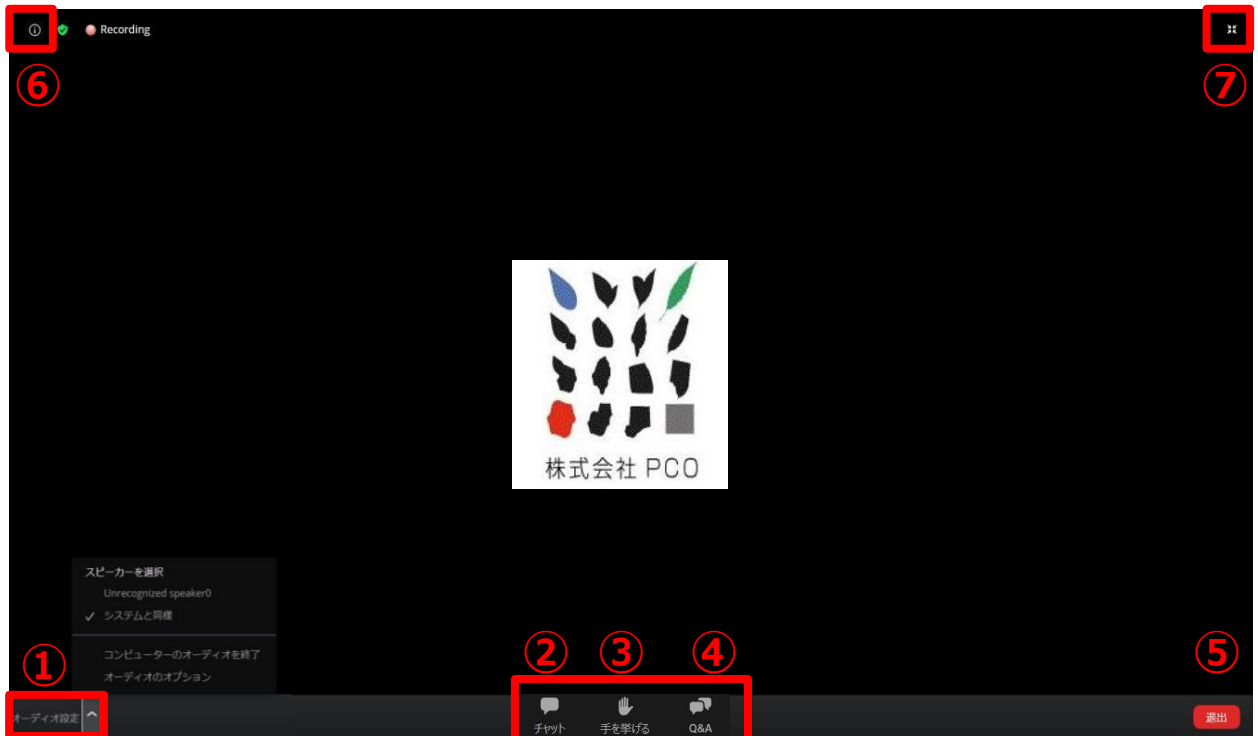 Recording
⑥
⑦
株式会社 PCO
スピーカーを選択
Unrecognized speaker0
✓ システムと同様
コンピューターのオーディオを終了
オーディオのオプション
①
②
③
④
⑤
オーディオ設定
チャット
手を挙げる
Q&A
退出